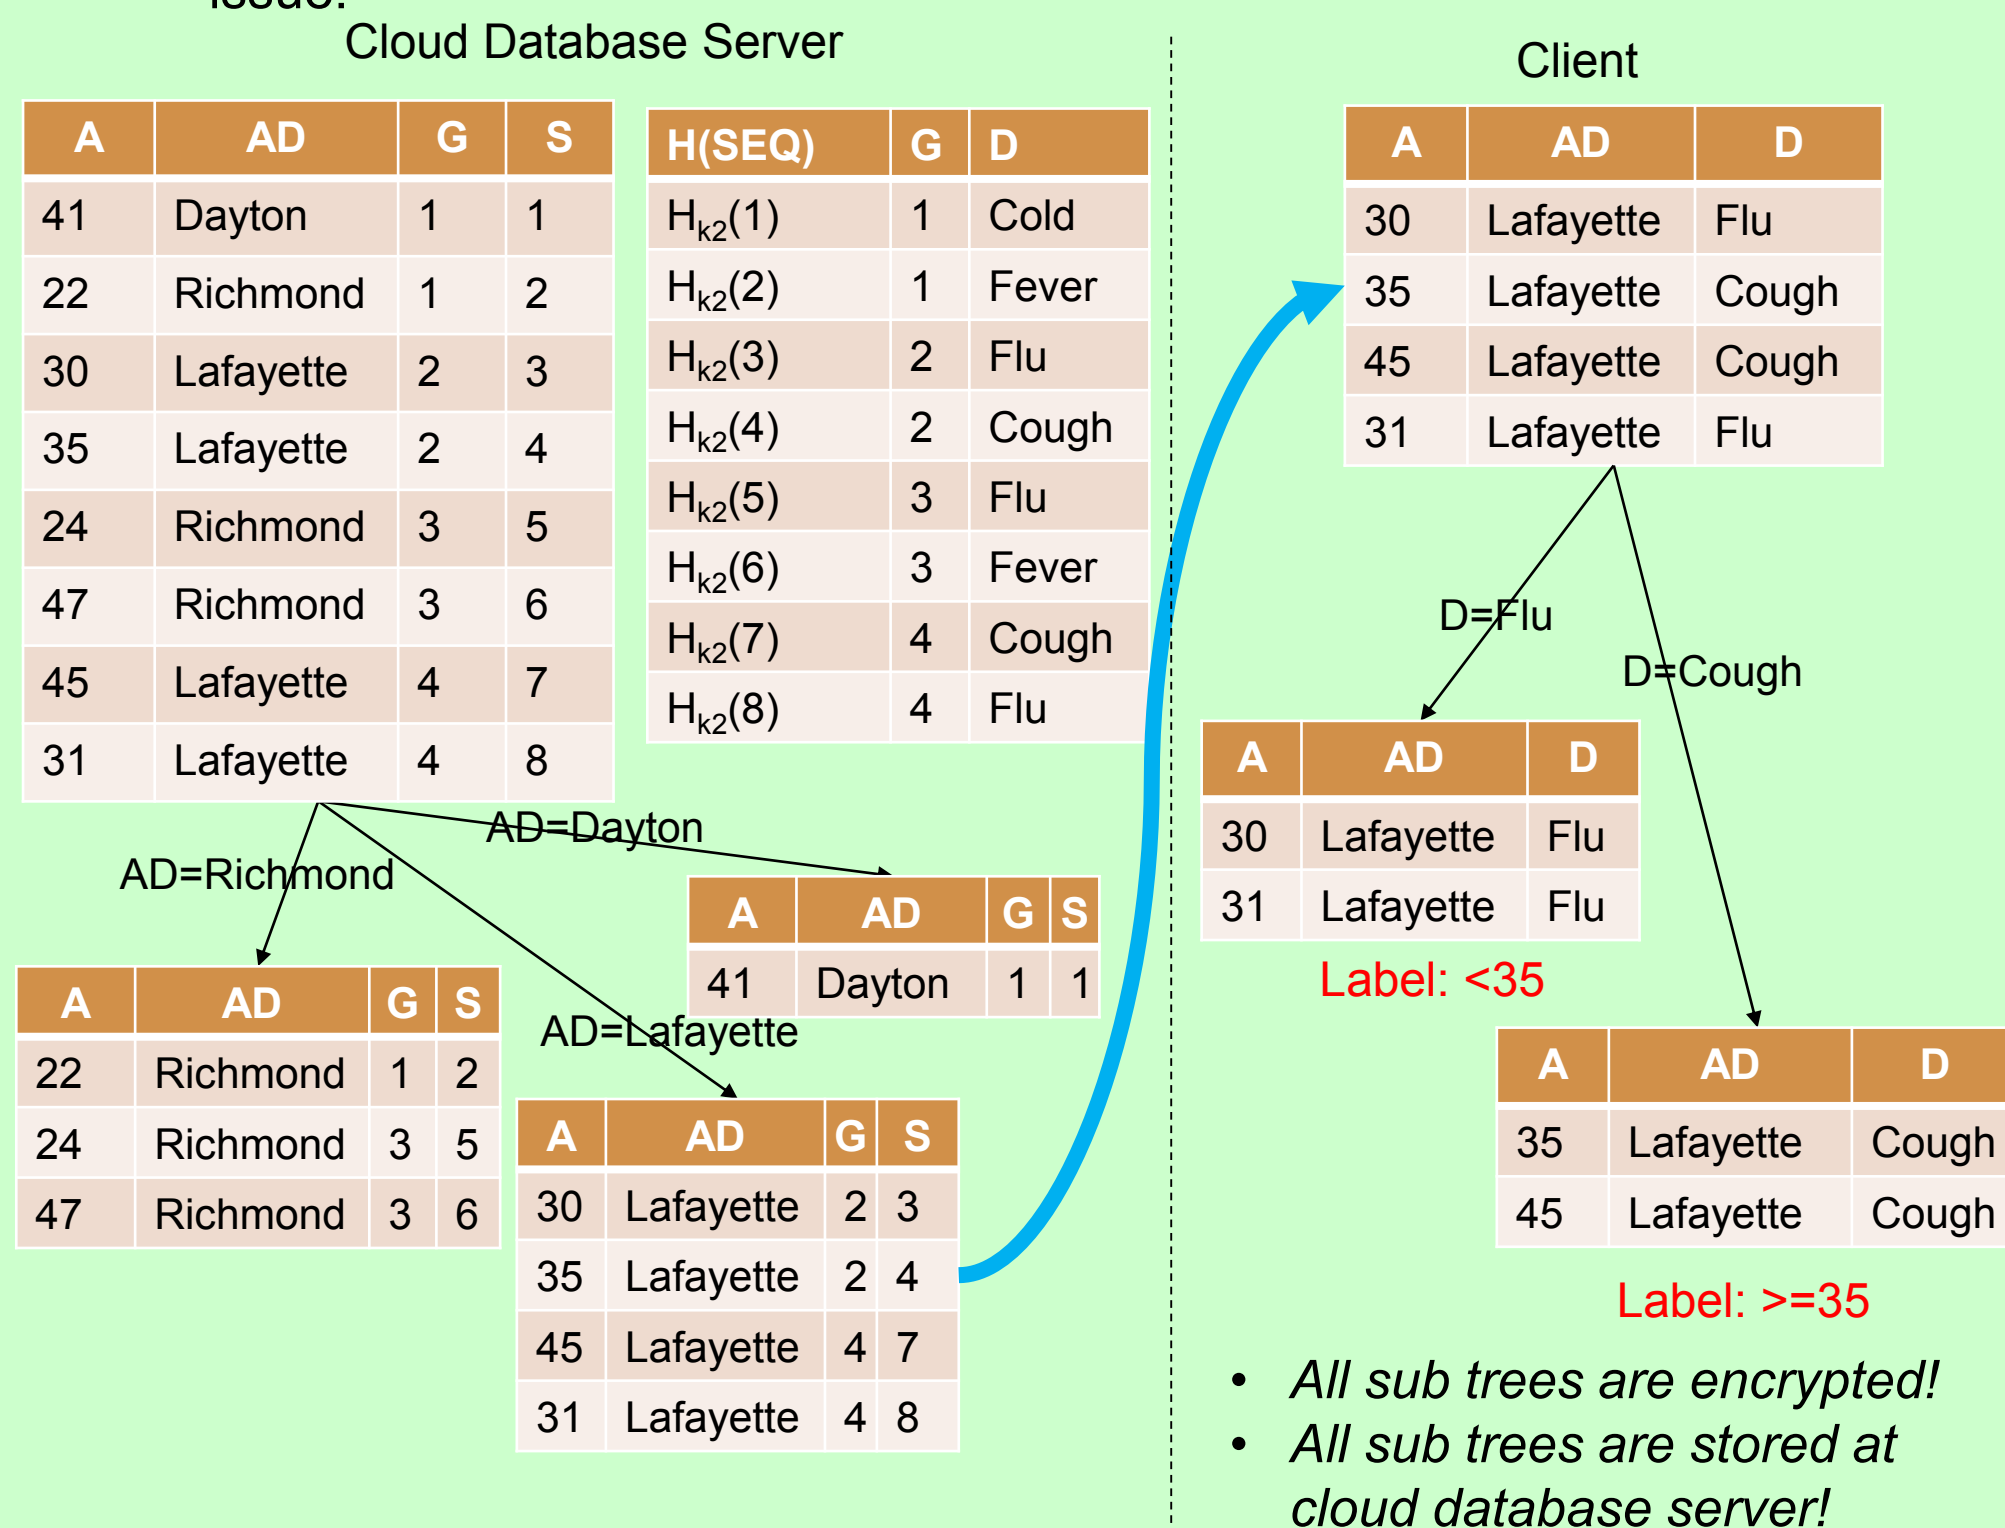 issue.
Cloud Database Server
A AD G S
41 Dayton 1 1
22 Richmond 1 2
30 Lafayette 2 3
35 Lafayette 2 4
24 Richmond 3 5
47 Richmond 3 6
45 Lafayette 4 7
31 Lafayette 4 8
H(SEQ) G D
Hk2(1) 1 Cold
Hk2(2) 1 Fever
Hk2(3) 2 Flu
Hk2(4) 2 Cough
Hk2(5) 3 Flu
Hk2(6) 3 Fever
Hk2(7) 4 Cough
Hk2(8) 4 Flu
AD=Richmond
AD=Dayton
AD=Lafayette
A AD G S
41 Dayton 1 1
A AD G S
22 Richmond 1 2
24 Richmond 3 5
47 Richmond 3 6
A AD G S
30 Lafayette 2 3
35 Lafayette 2 4
45 Lafayette 4 7
31 Lafayette 4 8
Client
A AD D
30 Lafayette Flu
35 Lafayette Cough
45 Lafayette Cough
31 Lafayette Flu
D=Flu
D=Cough
A AD D
30 Lafayette Flu
31 Lafayette Flu
Label: <35
A AD D
35 Lafayette Cough
45 Lafayette Cough
Label: >=35
• All sub trees are encrypted!
• All sub trees are stored at
cloud database server!